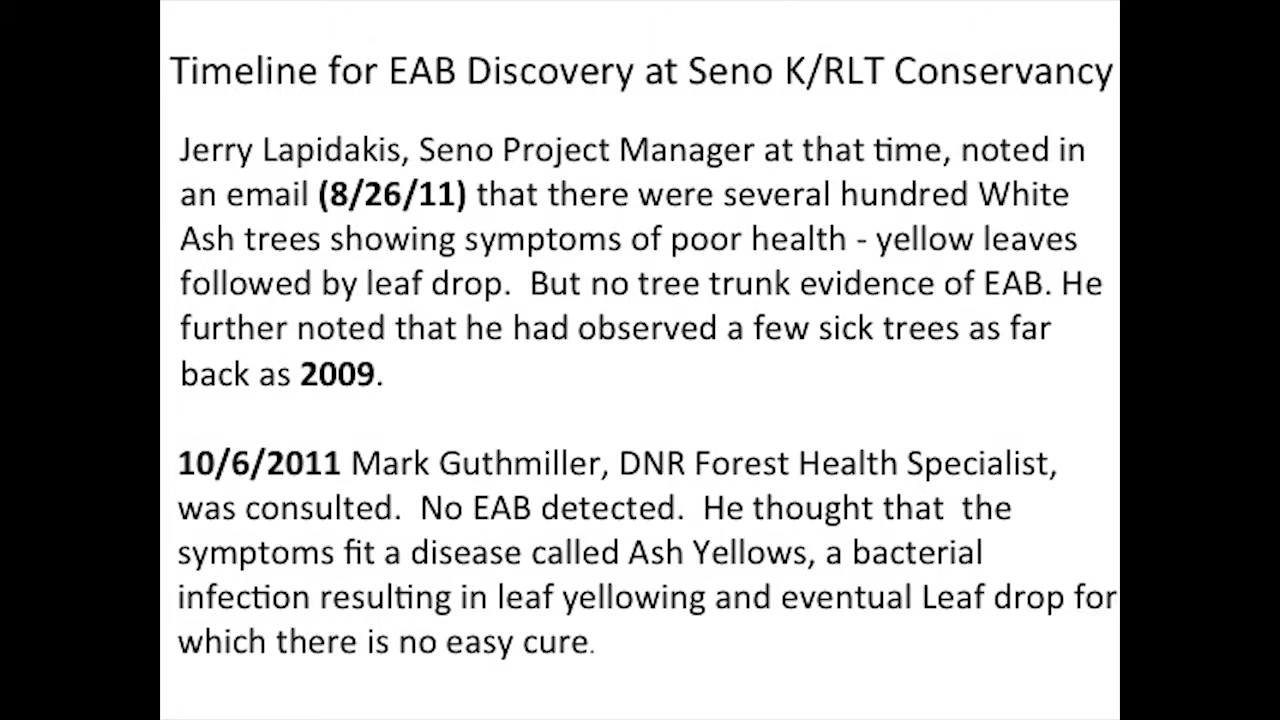 Timeline for EAB Discovery at Seno K/RLT Conservancy
Jerry Lapidakis, Seno Project Manager at that time, noted in
an email (8/26/11) that there were several hundred White
Ash trees showing symptoms of poor health - yellow leaves
followed by leaf drop.  But no tree trunk evidence of EAB. He
further noted that he had observed a few sick trees as far
back as 2009.
10/6/2011 Mark Guthmiller, DNR Forest Health Specialist,
was consulted.  No EAB detected.  He thought that  the
symptoms fit a disease called Ash Yellows, a bacterial
infection resulting in leaf yellowing and eventual Leaf drop for
which there is no easy cure.